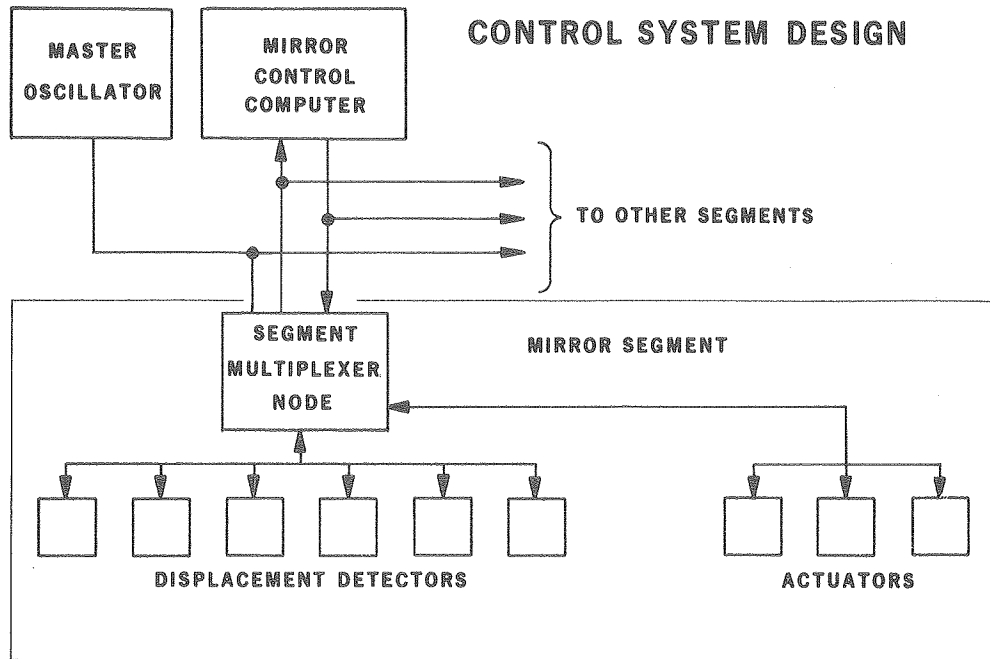 CONTROL SYSTEM DESIGN
MASTER
OSCILLATOR
MIRROR
CONTROL
COMPUTER
TO OTHER SEGMENTS
SEGMENT
MULTIPLEXER
NODE
MIRROR SEGMENT
DISPLACEMENT DETECTORS
ACTUATORS